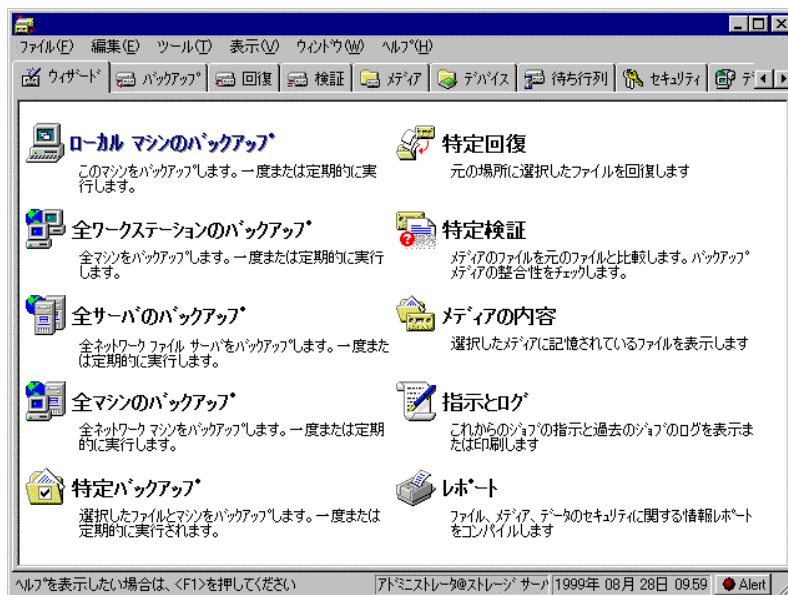 ファイル(F) 編集(E) ツール(T) 表示(V) ウィンドウ(W) ヘルプ(H)
ウィザード バックアップ 回復 検証 メディア デバイス 待ち行列 セキュリティ デ
ローカル マシンのバックアップ
このマシンをバックアップします。一度または定期的に実
行します。
全ワークステーションのバックアップ
全マシンをバックアップします。一度または定期的に実行
します。
全サーバのバックアップ
全ネットワーク ファイル サーバをバックアップします。一度また
は定期的に実行します。
全マシンのバックアップ
全ネットワーク マシンをバックアップします。一度または定期
的に実行します。
特定バックアップ
選択したファイルとマシンをバックアップします。一度または
定期的に実行されます。
特定回復
元の場所に選択したファイルを回復します
特定検証
メディアのファイルを元のファイルと比較します。バックアップ
メディアの整合性をチェックします。
メディアの内容
選択したメディアに記憶されているファイルを表示します
指示とログ
これからのジョブの指示と過去のジョブのログを表示ま
たは印刷します
レポート
ファイル、メディア、データのセキュリティに関する情報レポート
をコンパイルします
ヘルプを表示したい場合は、<F1>を押してください アドミニストレータ@ストレージ サーバ 1999年 08月 28日 09:59 Alert